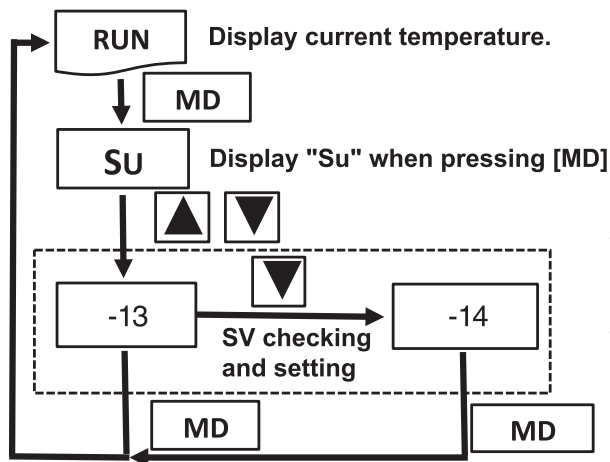 RUN
Display current temperature.
MD
SU
Display "Su" when pressing [MD]
-13
-14
SV checking
and setting
MD
MD